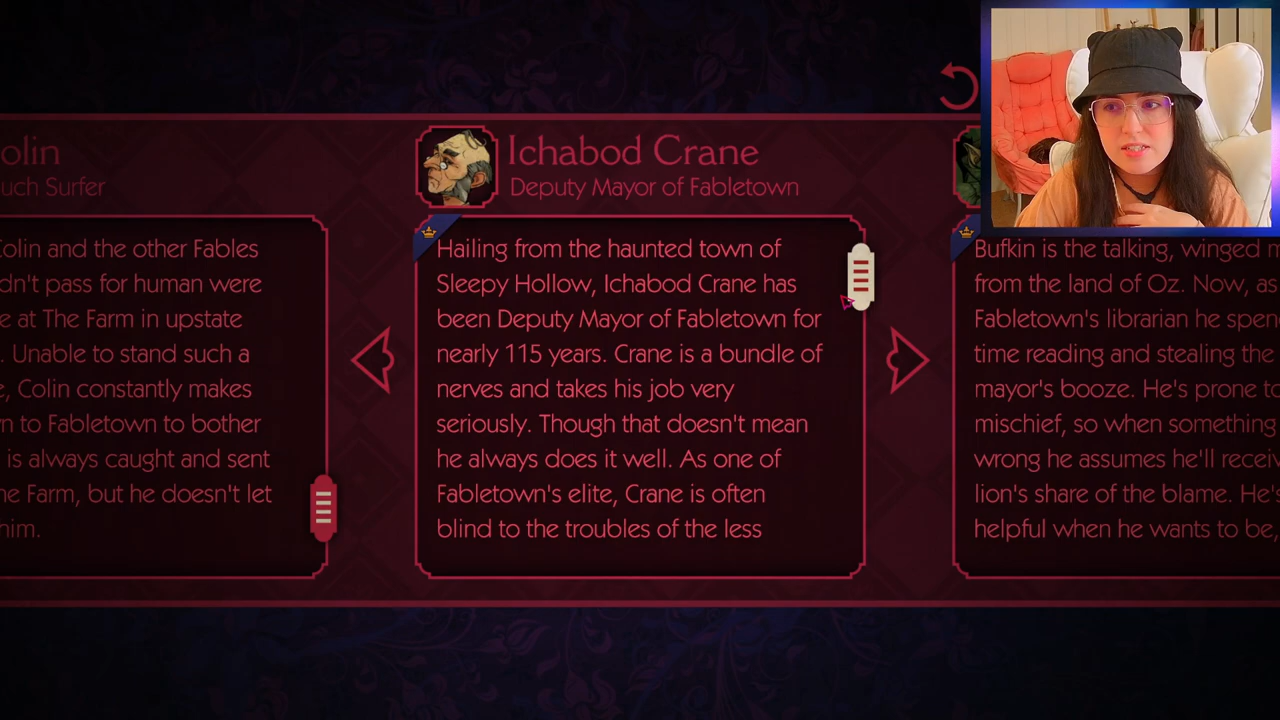 olin
uch Surfer
Colin and the other Fables
dn't pass for human were
e at The Farm in upstate
. Unable to stand such a
e, Colin constantly makes
n to Fabletown to bother
is always caught and sent
he Farm, but he doesn't let
him.
Ichabod Crane
Deputy Mayor of Fabletown
Hailing from the haunted town of
Sleepy Hollow, Ichabod Crane has
been Deputy Mayor of Fabletown for
nearly 115 years. Crane is a bundle of
nerves and takes his job very
seriously. Though that doesn't mean
he always does it well. As one of
Fabletown's elite, Crane is often
blind to the troubles of the less
Bufkin is the talking, winged m
from the land of Oz. Now, as
Fabletown's librarian he spen
time reading and stealing the
mayor's booze. He's prone to
mischief, so when something
wrong he assumes he'll receiv
lion's share of the blame. He's
helpful when he wants to be,